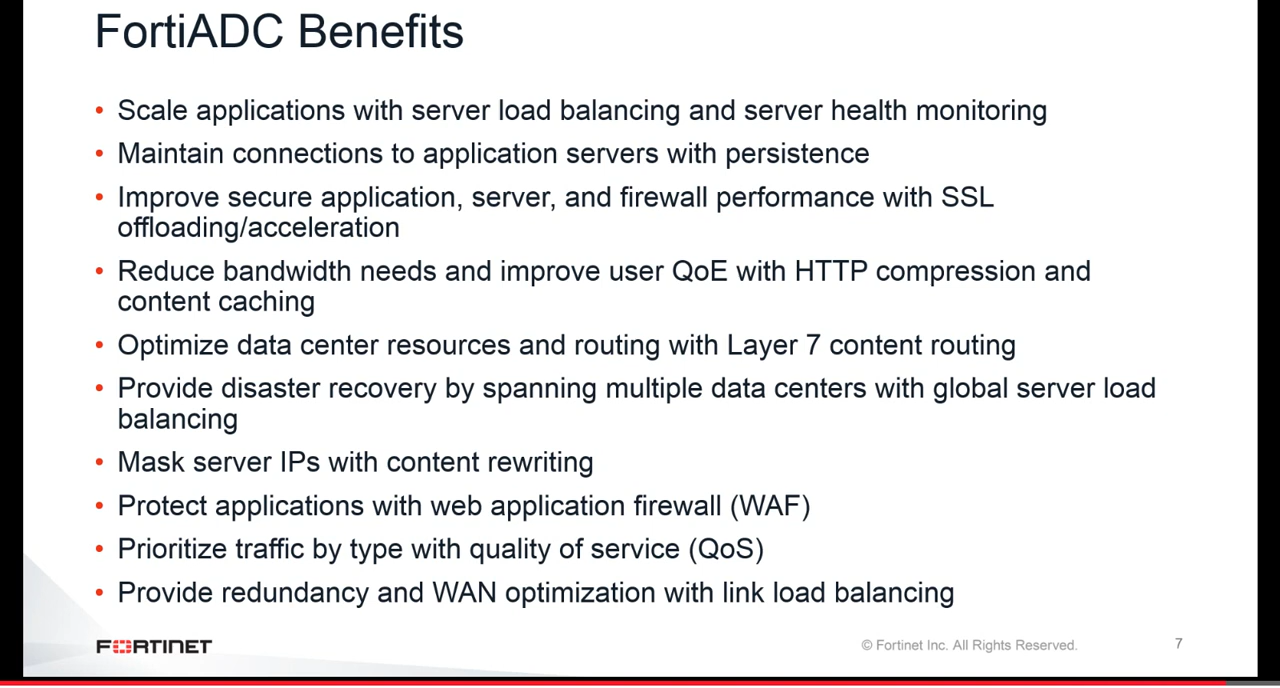 FortiADC Benefits
• Scale applications with server load balancing and server health monitoring
• Maintain connections to application servers with persistence
• Improve secure application, server, and firewall performance with SSL
offloading/acceleration
• Reduce bandwidth needs and improve user QoE with HTTP compression and
content caching
• Optimize data center resources and routing with Layer 7 content routing
• Provide disaster recovery by spanning multiple data centers with global server load
balancing
• Mask server IPs with content rewriting
• Protect applications with web application firewall (WAF)
• Prioritize traffic by type with quality of service (QoS)
• Provide redundancy and WAN optimization with link load balancing
FORTINET
© Fortinet Inc. All Rights Reserved.
7